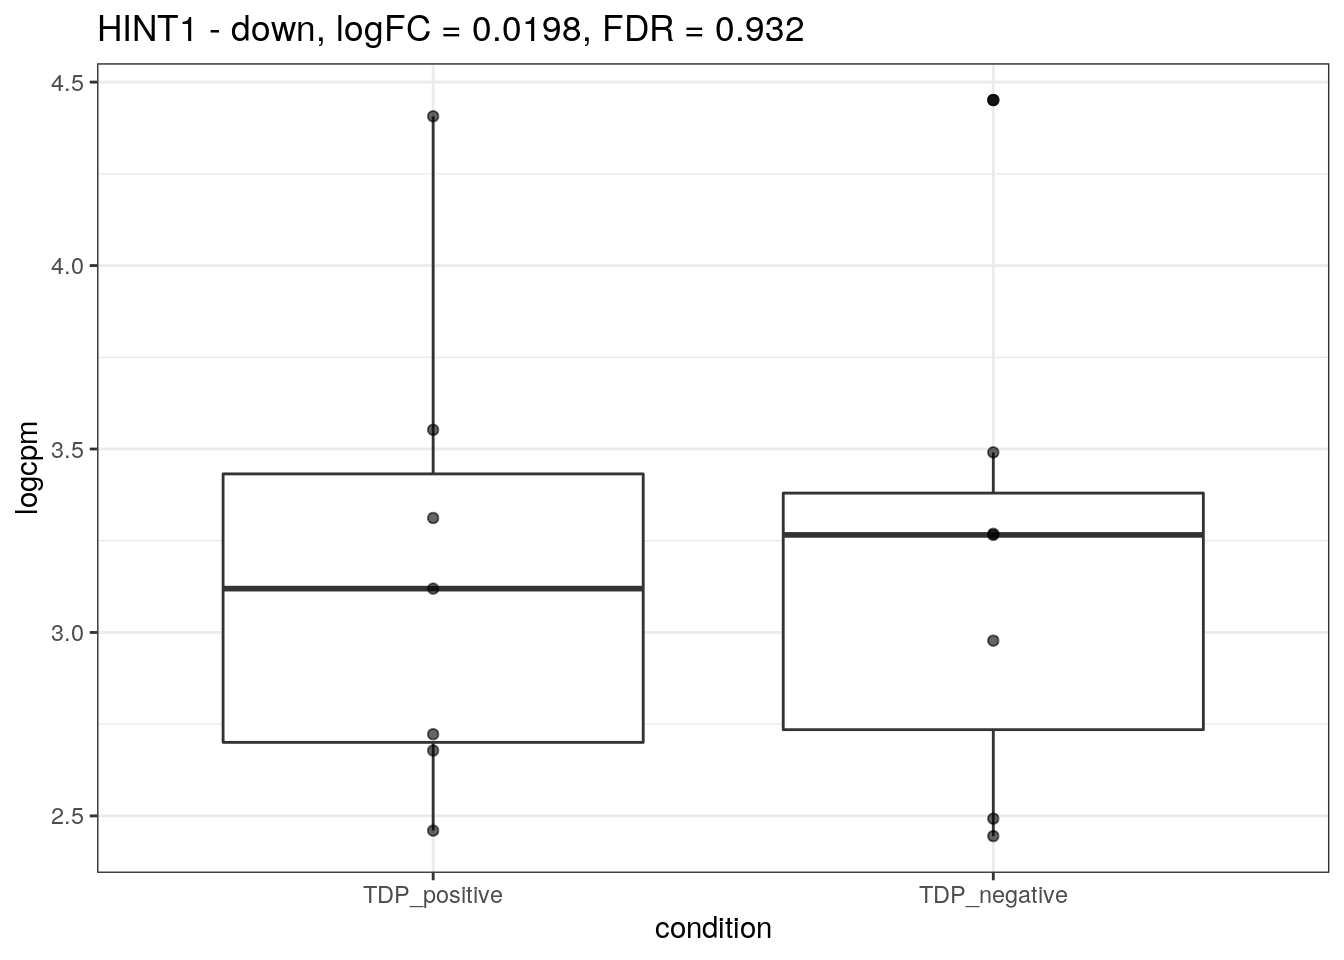 HINT1 - down, logFC = 0.0198, FDR = 0.932
4.5
4.0
3.5
3.0
2.5
logcpm
TDP_positive
TDP_negative
condition